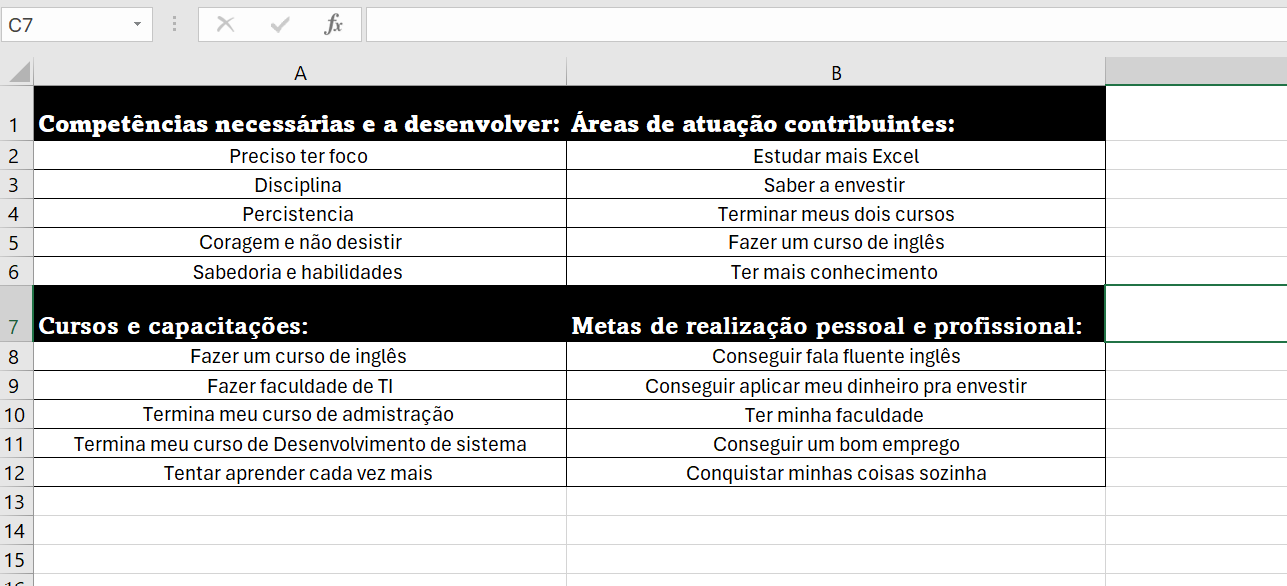 C7
fx
A B
1 Competências necessárias e a desenvolver: Áreas de atuação contribuintes:
2 Preciso ter foco Estudar mais Excel
3 Disciplina Saber a envestir
4 Percistencia Terminar meus dois cursos
5 Coragem e não desistir Fazer um curso de inglês
6 Sabedoria e habilidades Ter mais conhecimento
7 Cursos e capacitações: Metas de realização pessoal e profissional:
8 Fazer um curso de inglês Conseguir fala fluente inglês
9 Fazer faculdade de TI Conseguir aplicar meu dinheiro pra envestir
10 Termina meu curso de admistração Ter minha faculdade
11 Termina meu curso de Desenvolvimento de sistema Conseguir um bom emprego
12 Tentar aprender cada vez mais Conquistar minhas coisas sozinha
13
14
15